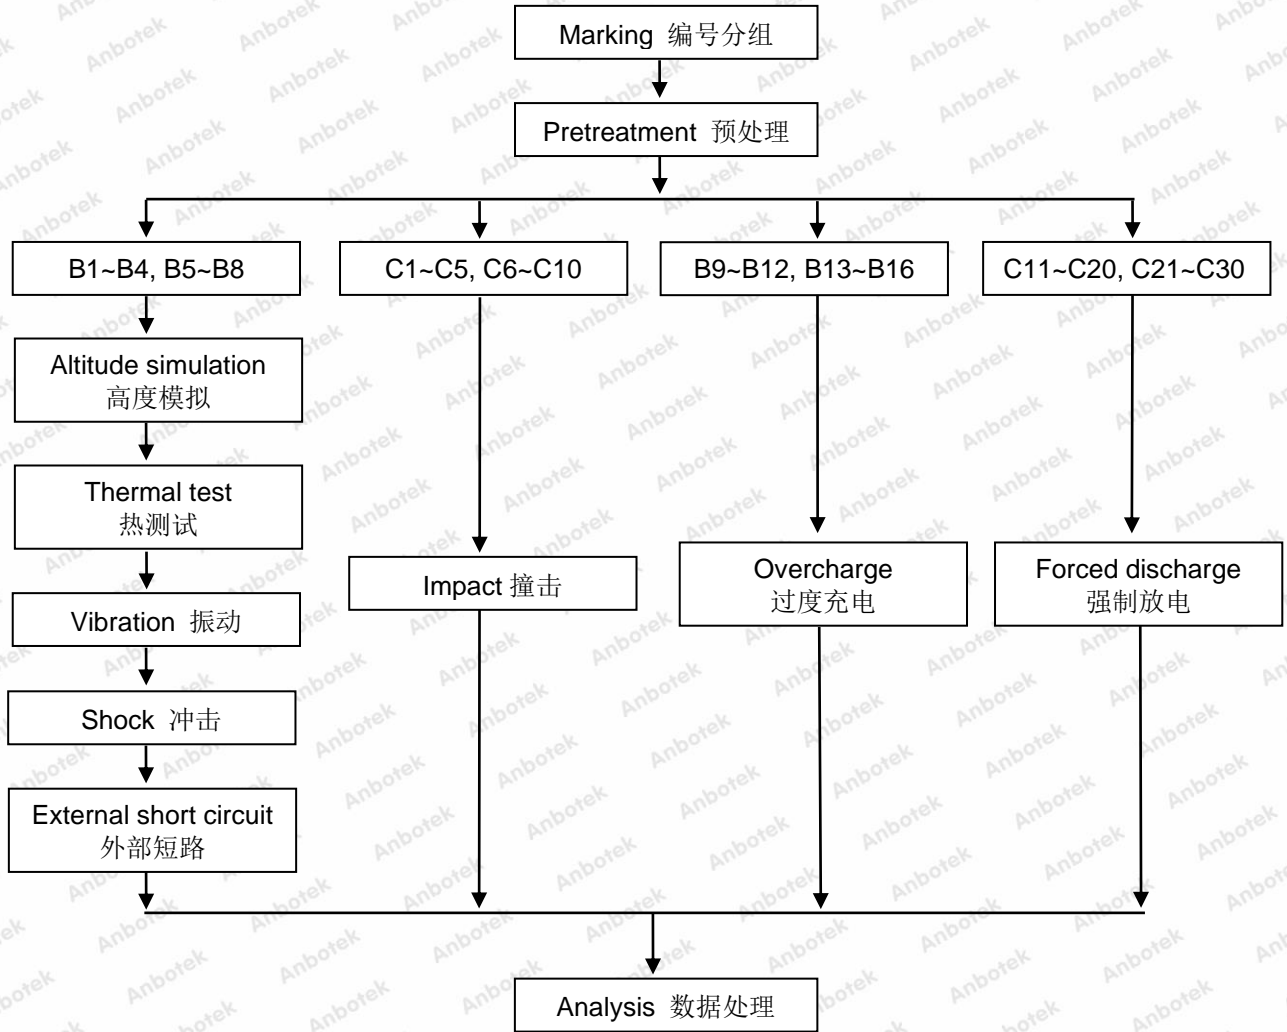 Marking 编号分组
Pretreatment 预处理
B1~B4, B5~B8
C1~C5, C6~C10
B9~B12, B13~B16
C11~C20, C21~C30
Altitude simulation
高度模拟
Thermal test
热测试
Vibration 振动
Shock 冲击
External short circuit
外部短路
Impact 撞击
Overcharge
过度充电
Forced discharge
强制放电
Analysis 数据处理
Anbotek